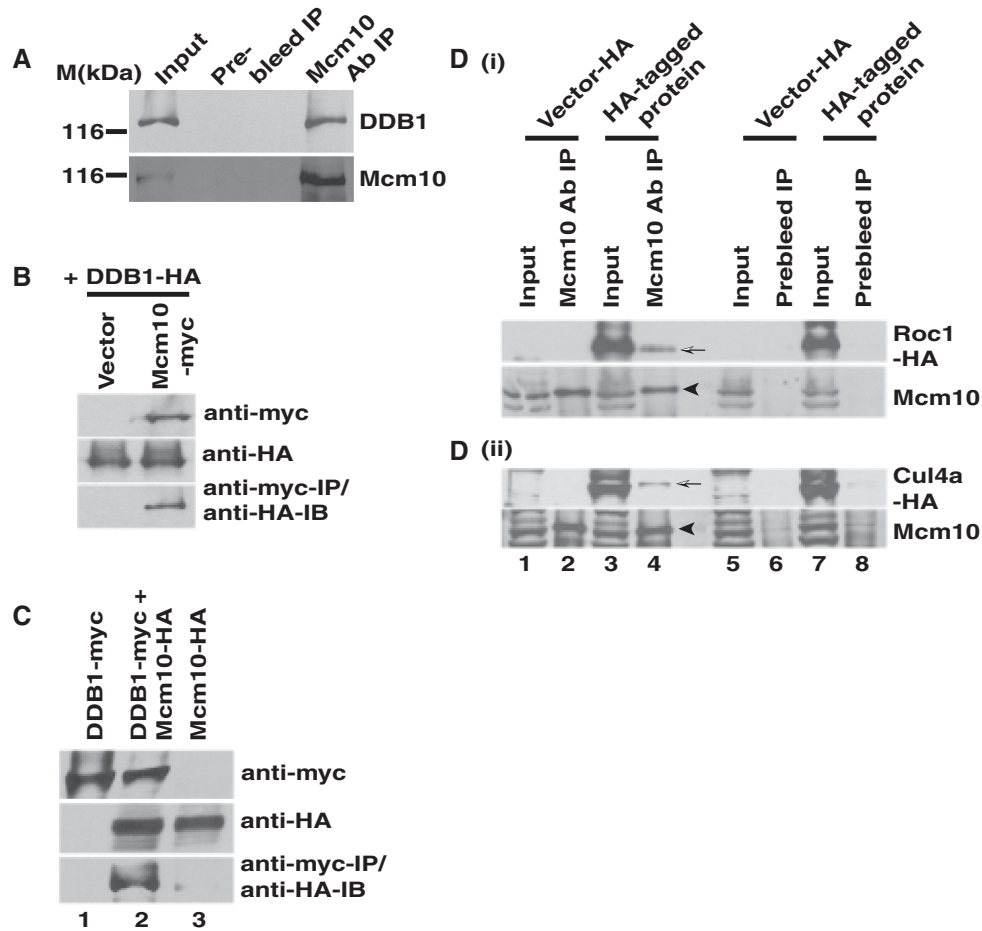 A
M(kDa)
Input
Pre-
bleed IP
Mcm10
Ab IP
116
DDB1
116
Mcm10
B
+ DDB1-HA
Vector
Mcm10
-myc
anti-myc
anti-HA
anti-myc-IP/
anti-HA-IB
C
DDB1-myc
DDB1-myc +
Mcm10-HA
Mcm10-HA
anti-myc
anti-HA
anti-myc-IP/
anti-HA-IB
1 2 3
D (i)
Vector-HA
HA-tagged
protein
Vector-HA
HA-tagged
protein
Input
Mcm10 Ab IP
Input
Mcm10 Ab IP
Input
Prebleed IP
Input
Prebleed IP
Roc1
-HA
Mcm10
D (ii)
Cul4a
-HA
Mcm10
1 2 3 4 5 6 7 8